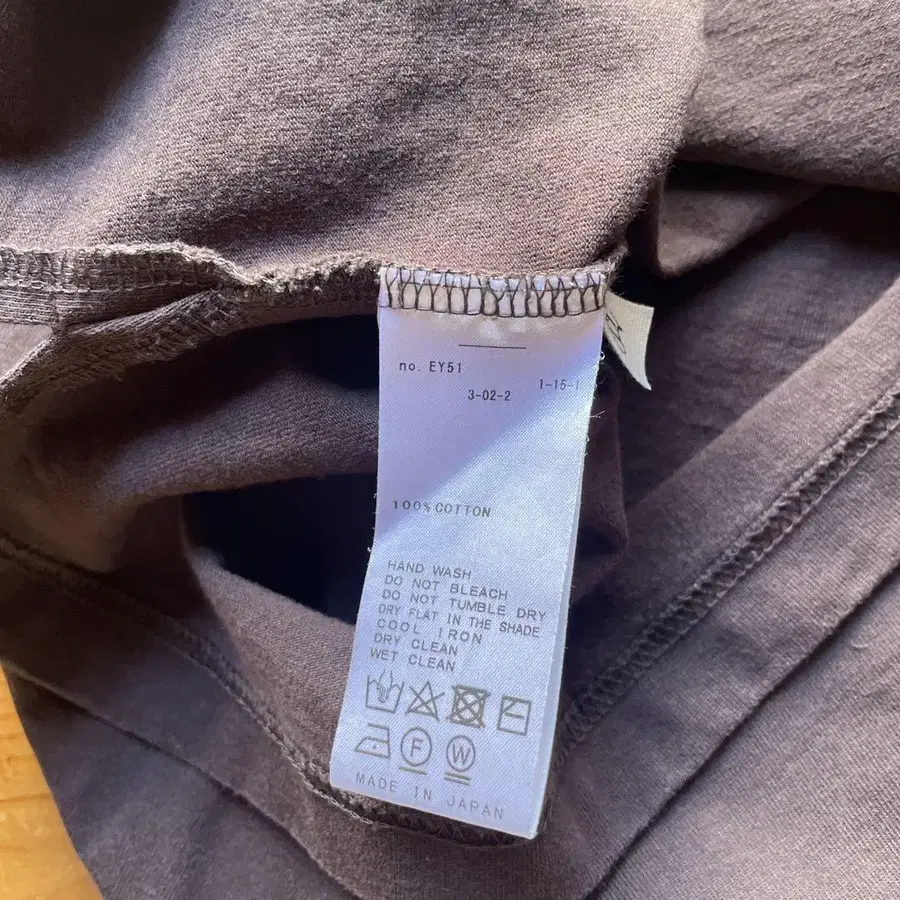 no. EY51
1-15-1
3-02-2
100% COTTON
HAND WASH
DO NOT BLEACH
DO NOT TUMBLE DRY
DRY FLAT IN THE SHADE
COOL IRON
DRY CLEAN
WET CLEAN
F
W
MADE IN JAPAN